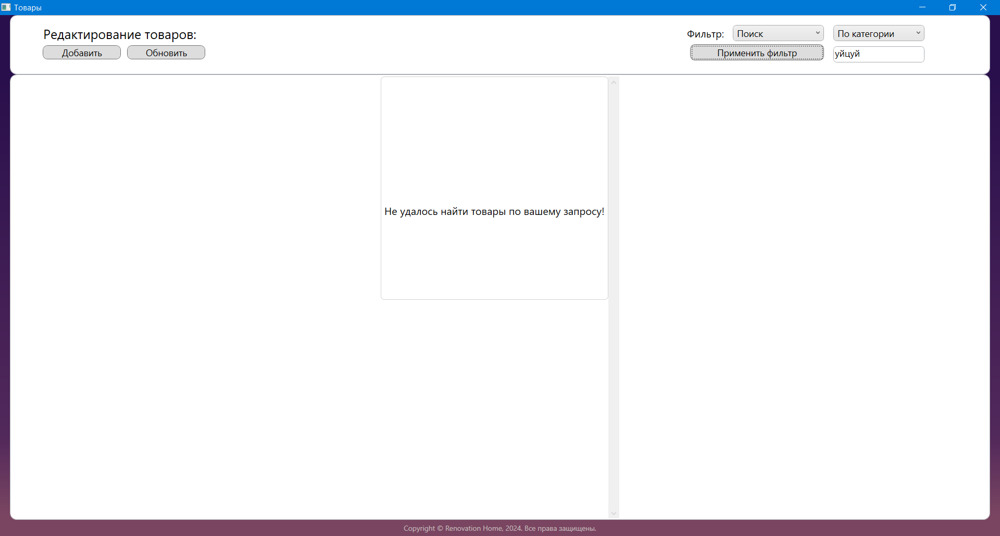 Товары
Редактирование товаров:
Добавить Обновить
Фильтр: Поиск По категории
Применить фильтр уйцуй
Не удалось найти товары по вашему запросу!
Copyright © Renovation Home, 2024. Все права защищены.